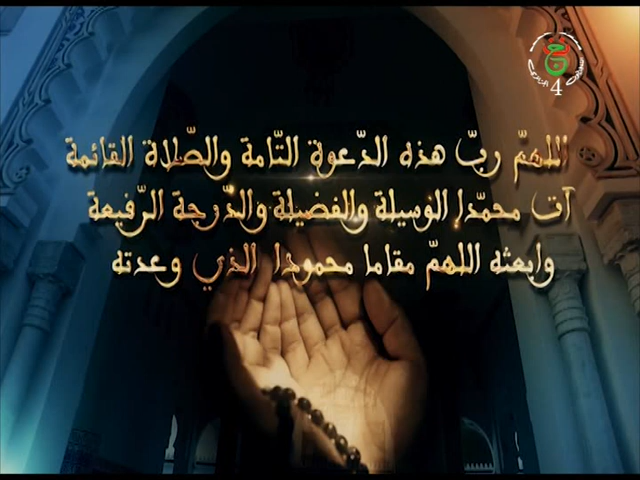 4
اللهمّ ربّ هذه الدّعوة التّامة والصّلاة القائمة
آت محمّدا الوسيلة والفضيلة والدّرجة الرّفيعة
وابعثه اللهمّ مقاما محمودا الذي وعدته